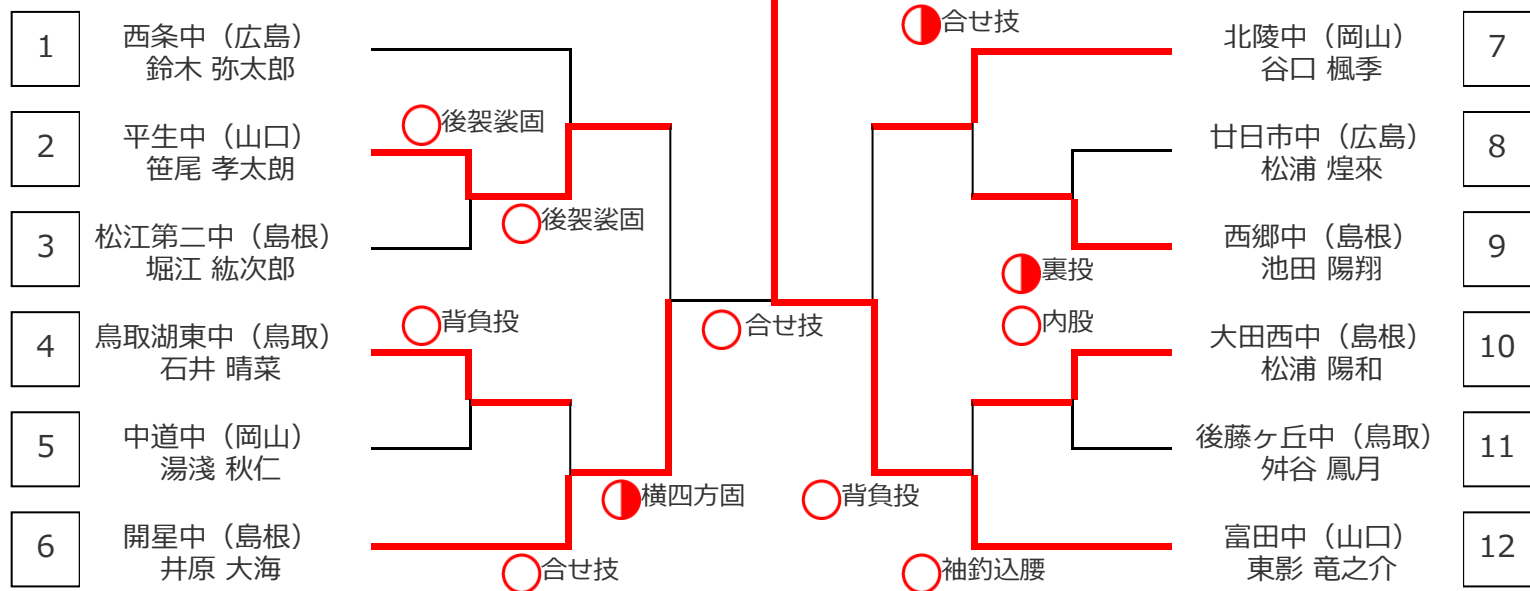 1
西条中（広島）
鈴木 弥太郎
2
平生中（山口）
笹尾 孝太朗
3
松江第二中（島根）
堀江 紘次郎
4
鳥取湖東中（鳥取）
石井 晴菜
5
中道中（岡山）
湯淺 秋仁
6
開星中（島根）
井原 大海
後袈裟固
後袈裟固
背負投
横四方固
合せ技
合せ技
合せ技
裏投
内股
背負投
袖釣込腰
北陵中（岡山）
谷口 楓季
7
廿日市中（広島）
松浦 煌來
8
西郷中（島根）
池田 陽翔
9
大田西中（島根）
松浦 陽和
10
後藤ヶ丘中（鳥取）
舛谷 鳳月
11
富田中（山口）
東影 竜之介
12